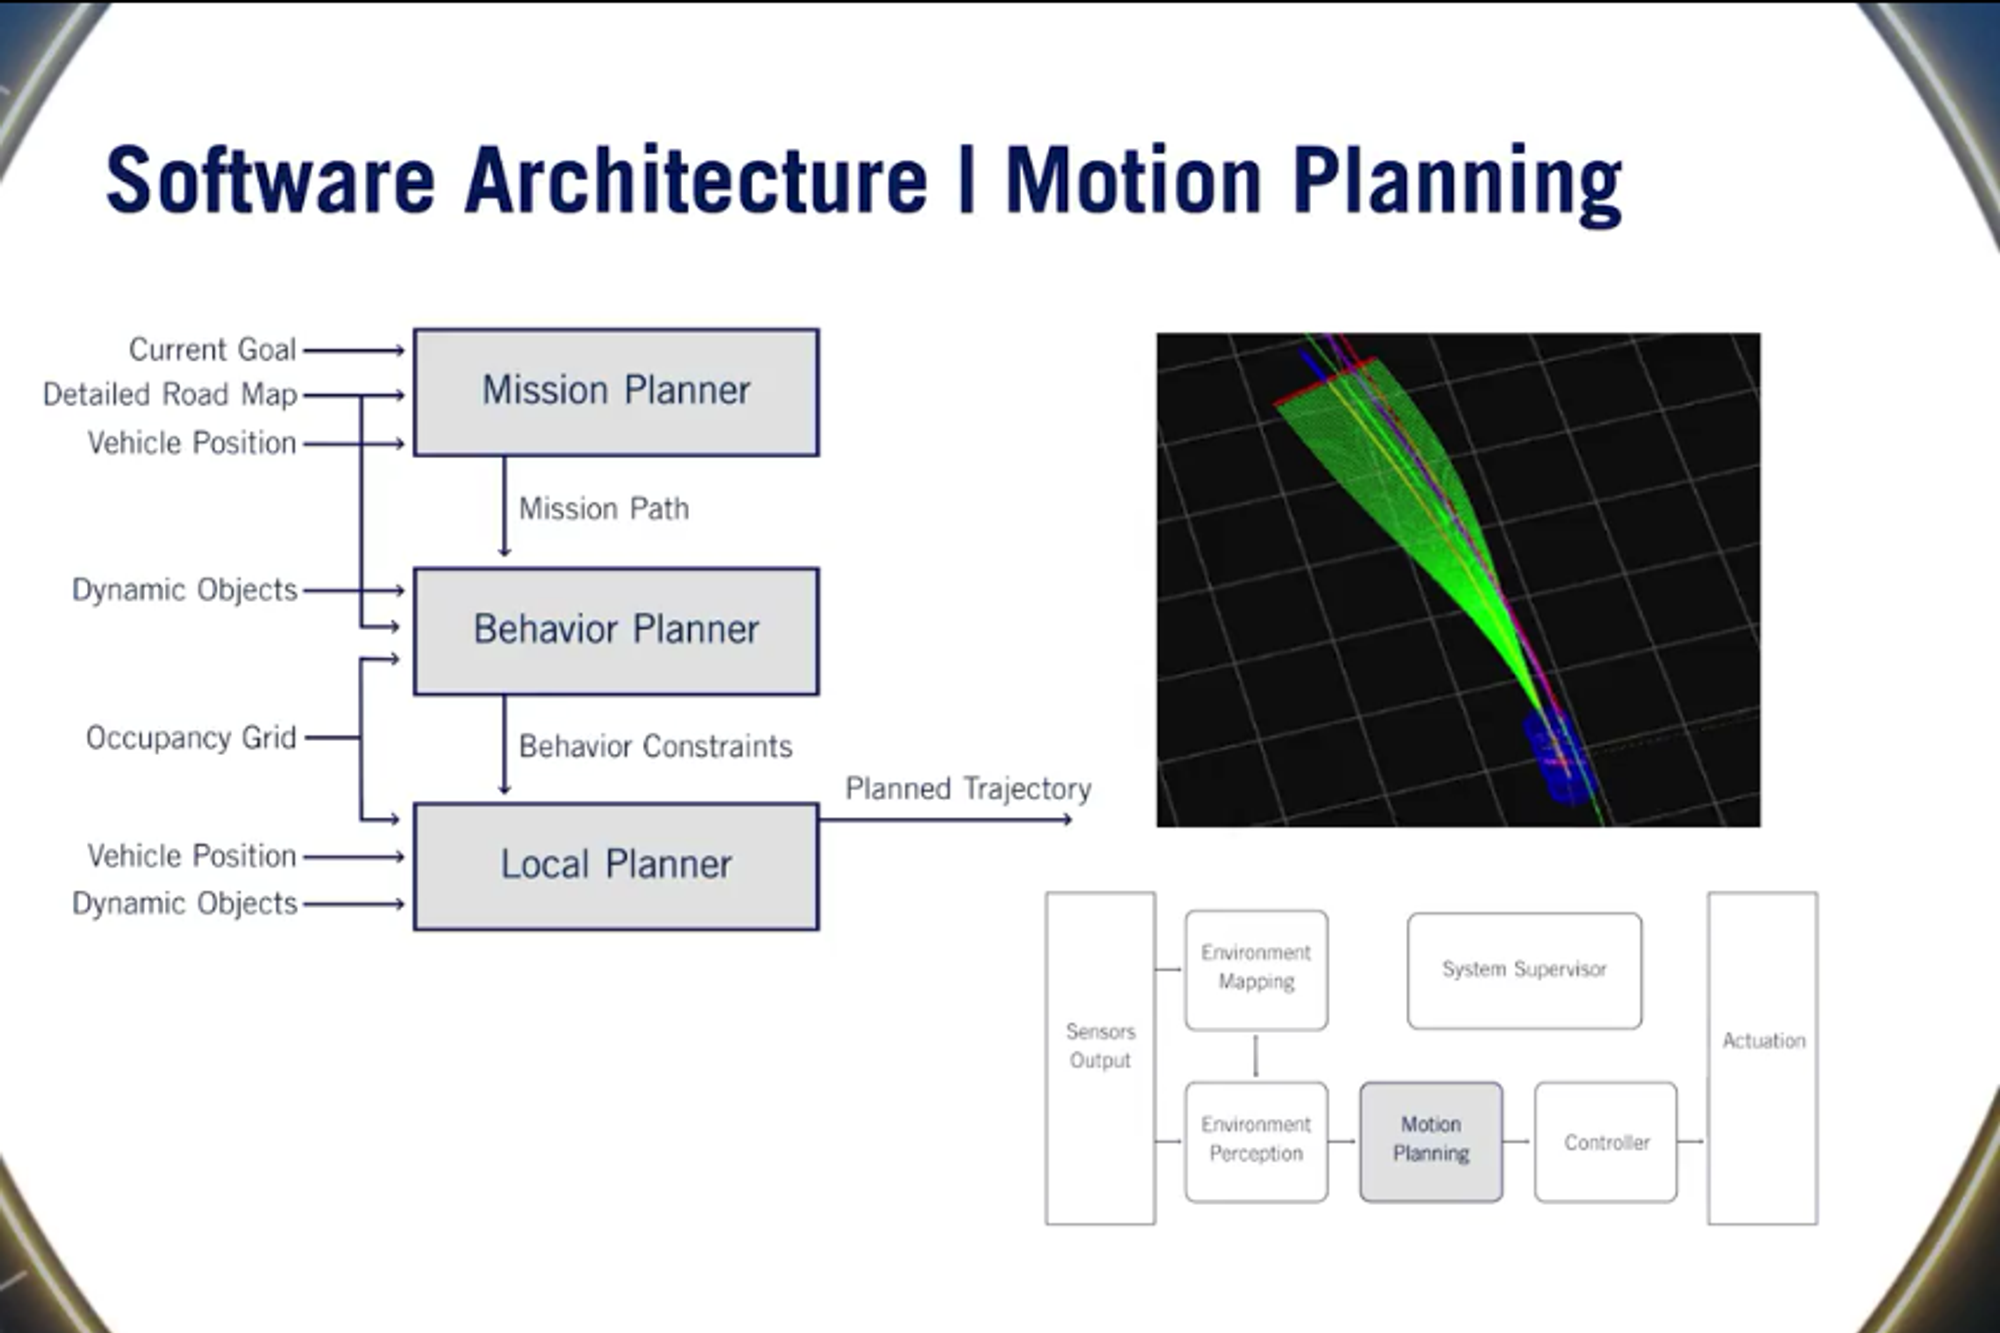 Software Architecture | Motion Planning
Current Goal
Detailed Road Map
Vehicle Position
Mission Planner
Mission Path
Dynamic Objects
Behavior Planner
Occupancy Grid
Behavior Constraints
Planned Trajectory
Vehicle Position
Dynamic Objects
Local Planner
Sensors
Output
Environment
Mapping
System Supervisor
Environment
Perception
Motion
Planning
Controller
Actuation